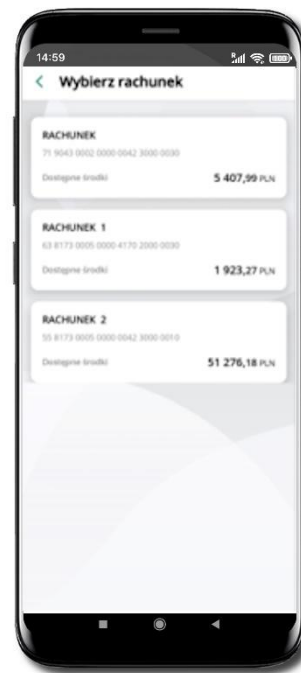 14:59
Wybierz rachunek
RACHUNEK
71 9043 0002 0000 0042 3000 0030
Dostępne środki 5 407,99 PLN
RACHUNEK 1
63 8173 0005 0000 4170 2000 0030
Dostępne środki 1 923,27 PLN
RACHUNEK 2
55 8173 0005 0000 0042 3000 0010
Dostępne środki 51 276,18 PLN